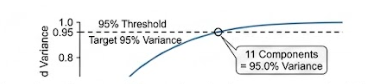 1.0
95% Threshold
0.95
Target 95% Variance
0.8
d Variance
11 Components
= 95.0% Variance